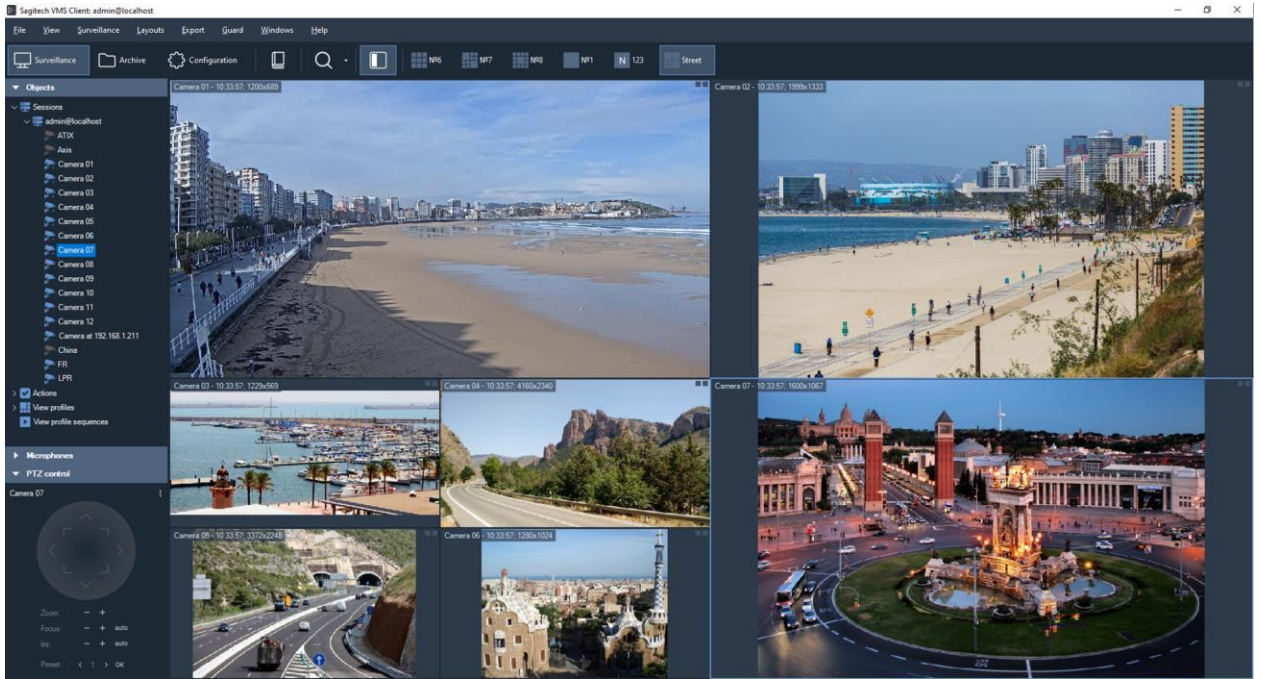 Sagitech VMS Client: admin@localhost
File View Surveillance Layouts Export Guard Windows Help
Surveillance Archive Configuration №6 №7 №8 №1 N 123 Street
Objects
Sessions
admin@localhost
ATIX
Axis
Camera 01
Camera 02
Camera 03
Camera 04
Camera 05
Camera 06
Camera 07
Camera 08
Camera 09
Camera 10
Camera 11
Camera 12
Camera at 192.168.1.211
China
FR
LPR
Actions
View profiles
View profile sequences
Microphones
PTZ control
Camera 07
Zoom: − +
Focus: − + auto
Iris: − + auto
Preset: < 1 > OK
Camera 01 - 10:33:57; 1200x689
Camera 02 - 10:33:57; 1999x1333
Camera 03 - 10:33:57; 1229x569
Camera 04 - 10:33:57; 4160x2340
Camera 07 - 10:33:57; 1600x1067
Camera 05 - 10:33:57; 3372x2248
Camera 06 - 10:33:57; 1280x1024